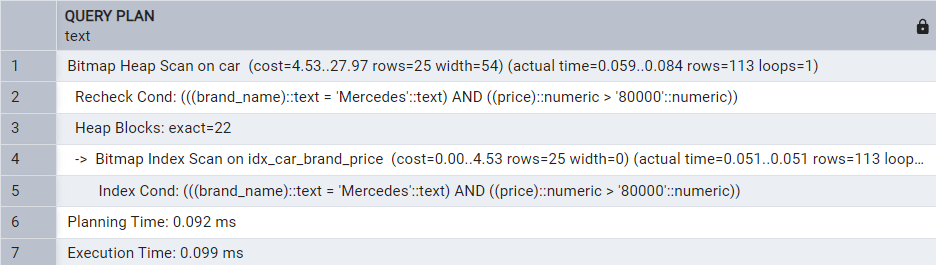 QUERY PLAN
text
1 Bitmap Heap Scan on car (cost=4.53..27.97 rows=25 width=54) (actual time=0.059..0.084 rows=113 loops=1)
2 Recheck Cond: (((brand_name)::text = 'Mercedes'::text) AND ((price)::numeric > '80000'::numeric))
3 Heap Blocks: exact=22
4 -> Bitmap Index Scan on idx_car_brand_price (cost=0.00..4.53 rows=25 width=0) (actual time=0.051..0.051 rows=113 loop...
5 Index Cond: (((brand_name)::text = 'Mercedes'::text) AND ((price)::numeric > '80000'::numeric))
6 Planning Time: 0.092 ms
7 Execution Time: 0.099 ms